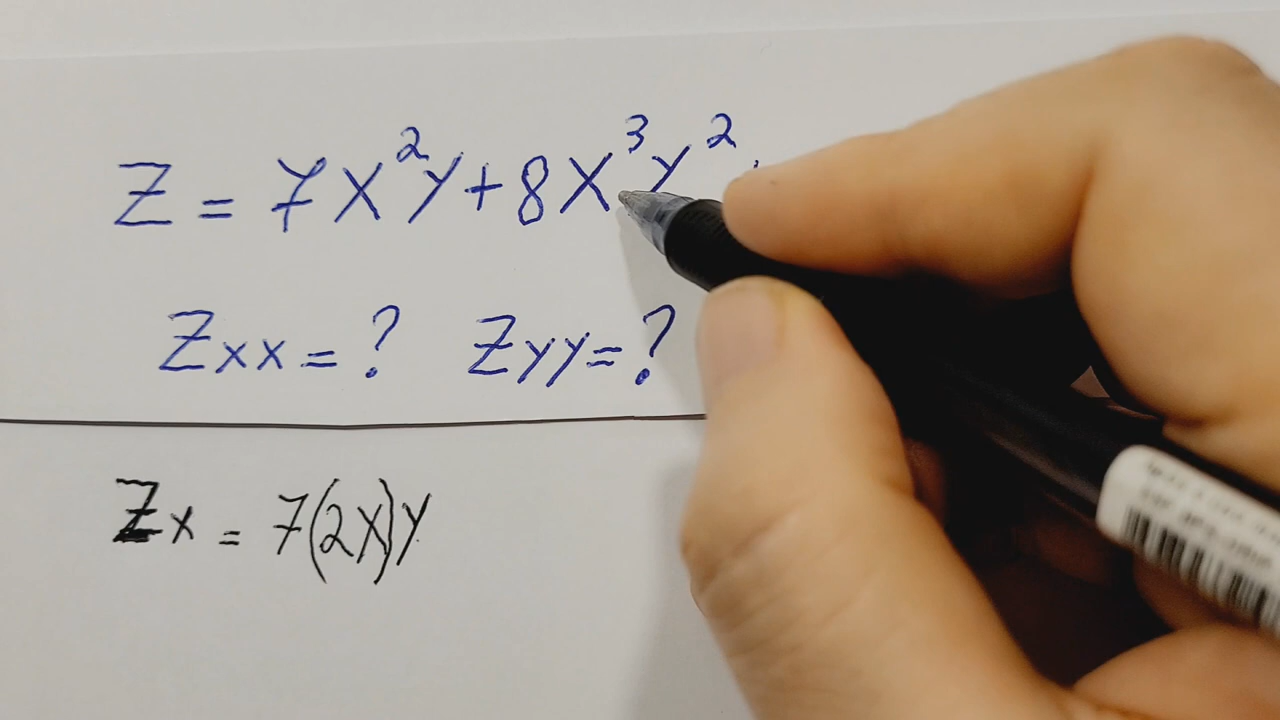 Z = 7X²y + 8X³y²
Zxx = ? Zyy = ?
Zx = 7(2X)y